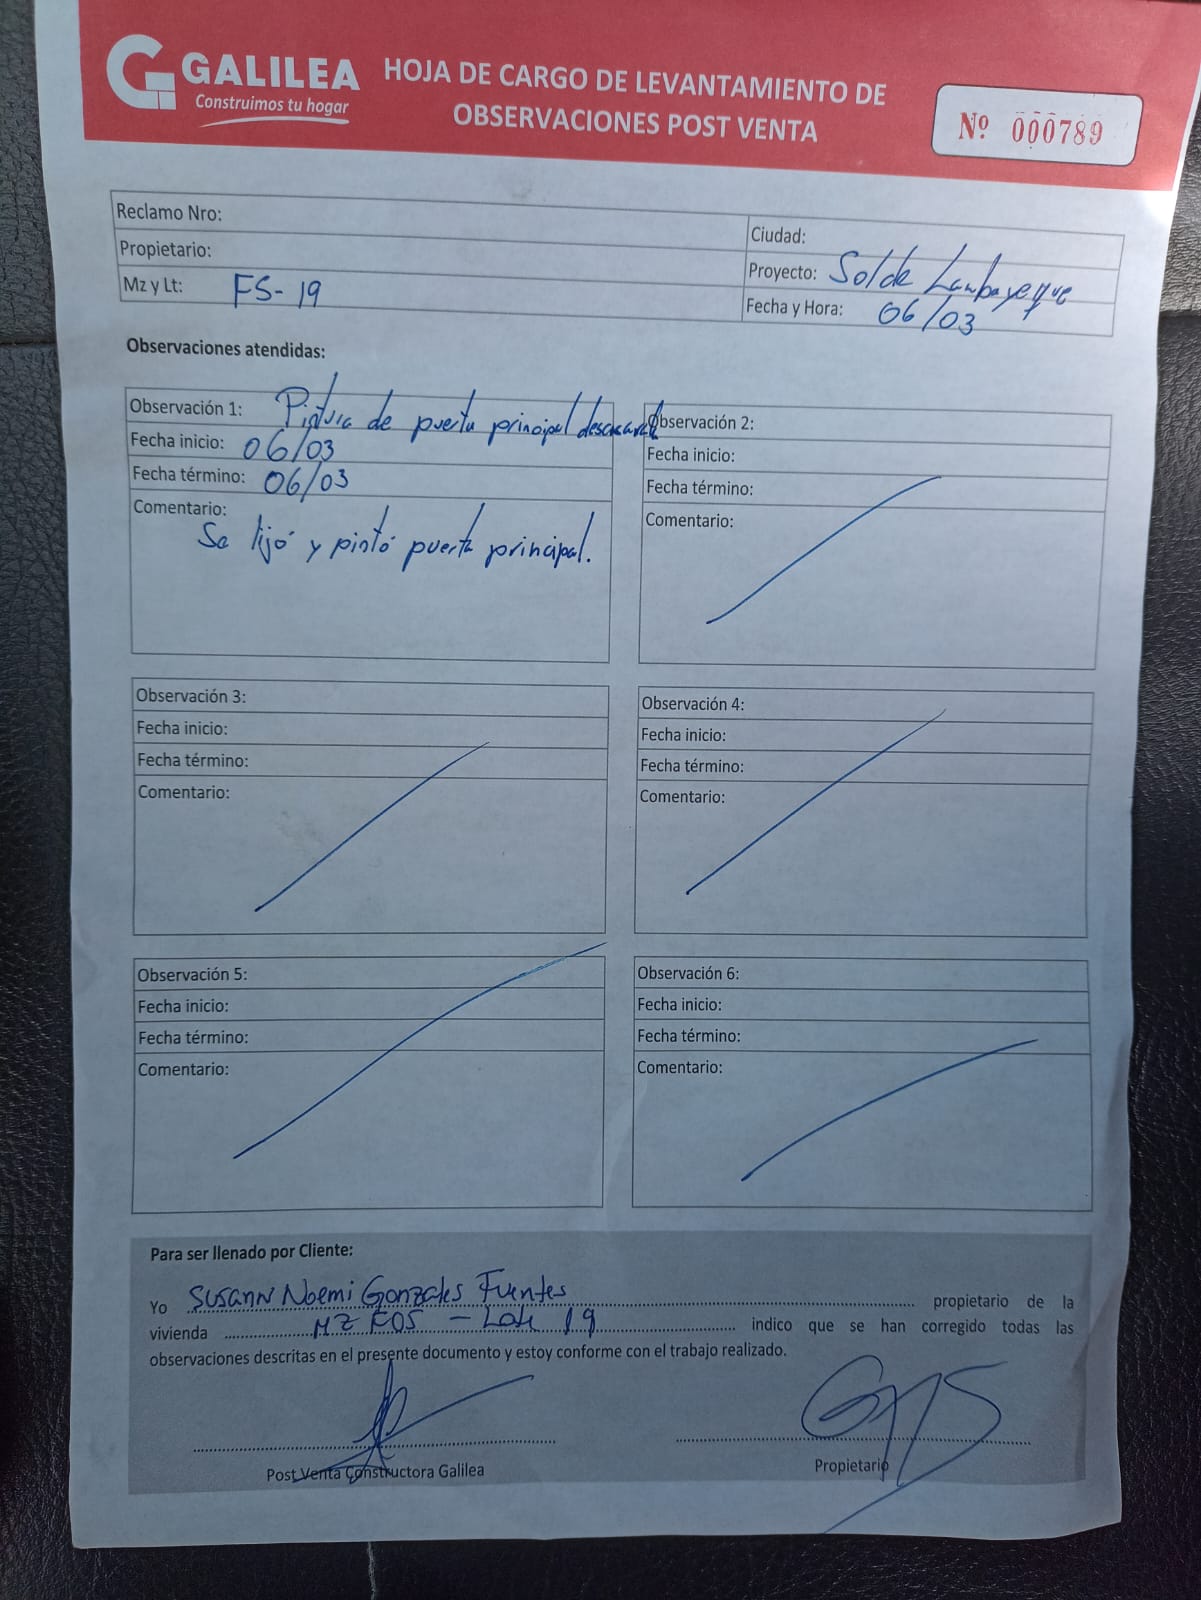 GALILEA
Construimos tu hogar
HOJA DE CARGO DE LEVANTAMIENTO DE
OBSERVACIONES POST VENTA
Nº 000789
Reclamo Nro:
Propietario:
Mz y Lt: FS-19
Ciudad:
Proyecto: Sol de Lambayeque
Fecha y Hora: 06/03
Observaciones atendidas:
Observación 1: Pintura de puerta principal
Fecha inicio: 06/03
Fecha término: 06/03
Comentario:
Se lijó y pintó puerta principal.
Observación 2:
Fecha inicio:
Fecha término:
Comentario:
Observación 3:
Fecha inicio:
Fecha término:
Comentario:
Observación 4:
Fecha inicio:
Fecha término:
Comentario:
Observación 5:
Fecha inicio:
Fecha término:
Comentario:
Observación 6:
Fecha inicio:
Fecha término:
Comentario:
Para ser llenado por Cliente:
Yo Susann Noemi Gonzales Fuentes propietario de la
vivienda MZ F05 - Lote 19 indico que se han corregido todas las
observaciones descritas en el presente documento y estoy conforme con el trabajo realizado.
Post Venta Constructora Galilea
Propietario